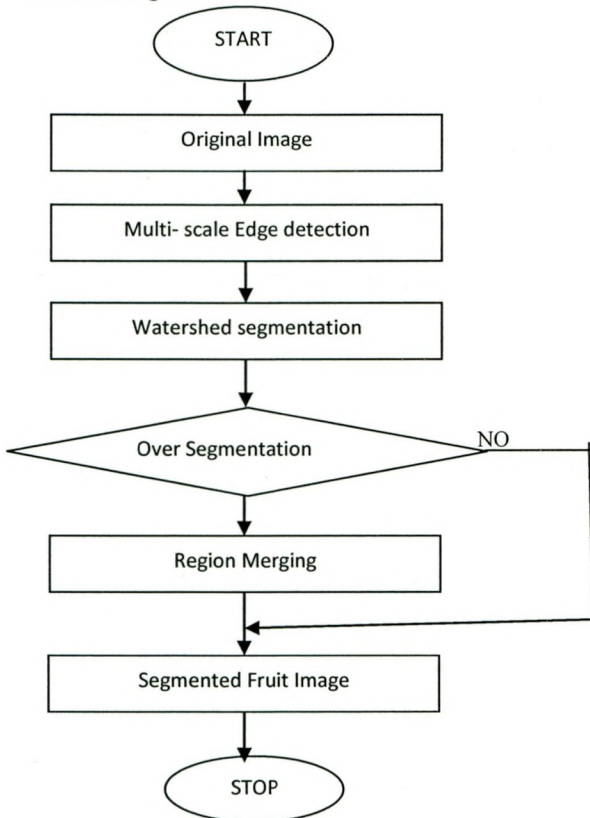 START
Original Image
Multi- scale Edge detection
Watershed segmentation
Over Segmentation
NO
Region Merging
Segmented Fruit Image
STOP